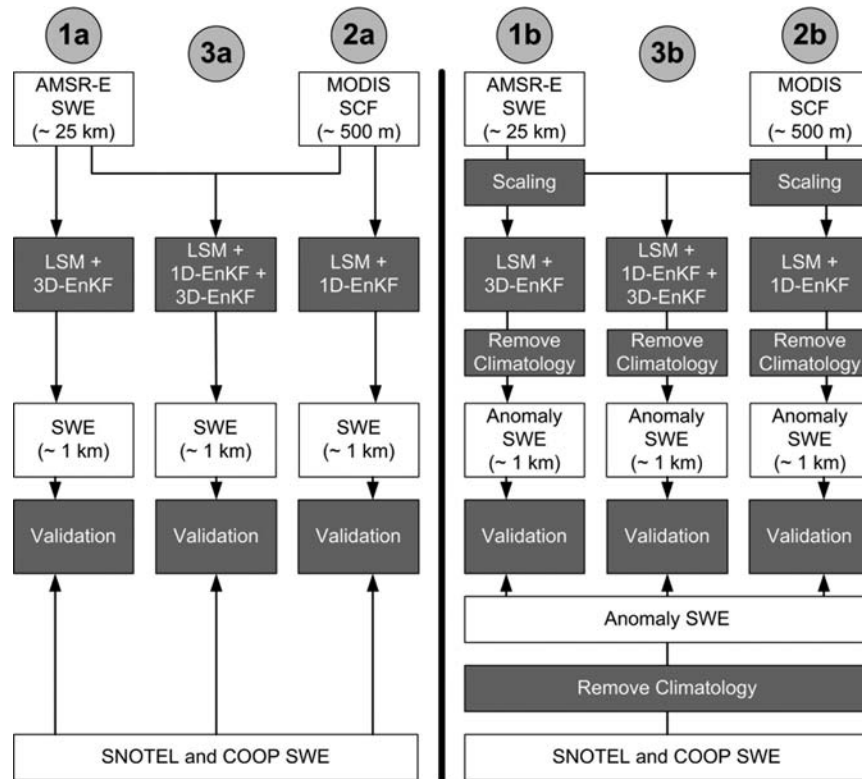 1a
3a
2a
AMSR-E
SWE
(~ 25 km)
MODIS
SCF
(~ 500 m)
LSM +
3D-EnKF
LSM +
1D-EnKF +
3D-EnKF
LSM +
1D-EnKF
SWE
(~ 1 km)
SWE
(~ 1 km)
SWE
(~ 1 km)
Validation
Validation
Validation
SNOTEL and COOP SWE
1b
3b
2b
AMSR-E
SWE
(~ 25 km)
MODIS
SCF
(~ 500 m)
Scaling
Scaling
LSM +
3D-EnKF
LSM +
1D-EnKF +
3D-EnKF
LSM +
1D-EnKF
Remove
Climatology
Remove
Climatology
Remove
Climatology
Anomaly
SWE
(~ 1 km)
Anomaly
SWE
(~ 1 km)
Anomaly
SWE
(~ 1 km)
Validation
Validation
Validation
Anomaly SWE
Remove Climatology
SNOTEL and COOP SWE